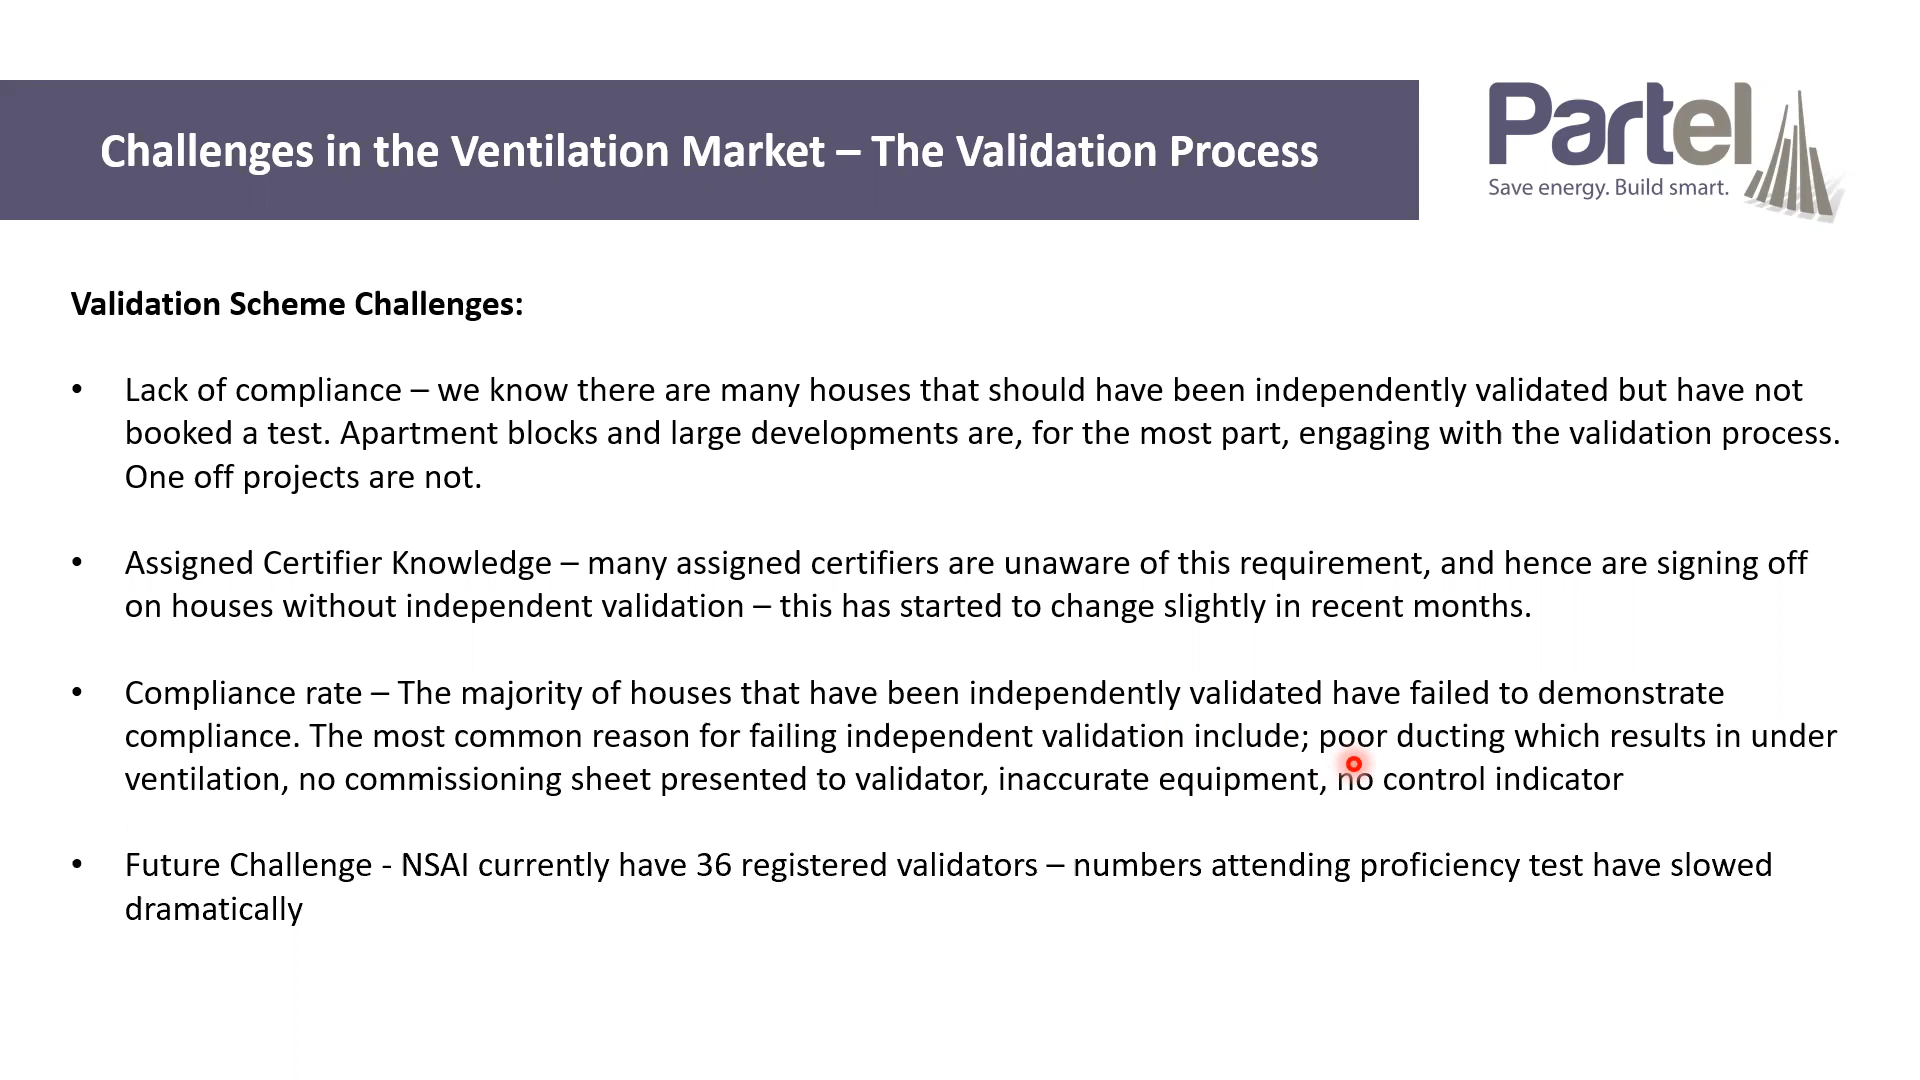 Challenges in the Ventilation Market – The Validation Process
Partel
Save energy. Build smart.
Validation Scheme Challenges:
• Lack of compliance – we know there are many houses that should have been independently validated but have not
booked a test. Apartment blocks and large developments are, for the most part, engaging with the validation process.
One off projects are not.
• Assigned Certifier Knowledge – many assigned certifiers are unaware of this requirement, and hence are signing off
on houses without independent validation – this has started to change slightly in recent months.
• Compliance rate – The majority of houses that have been independently validated have failed to demonstrate
compliance. The most common reason for failing independent validation include; poor ducting which results in under
ventilation, no commissioning sheet presented to validator, inaccurate equipment, no control indicator
• Future Challenge - NSAI currently have 36 registered validators – numbers attending proficiency test have slowed
dramatically